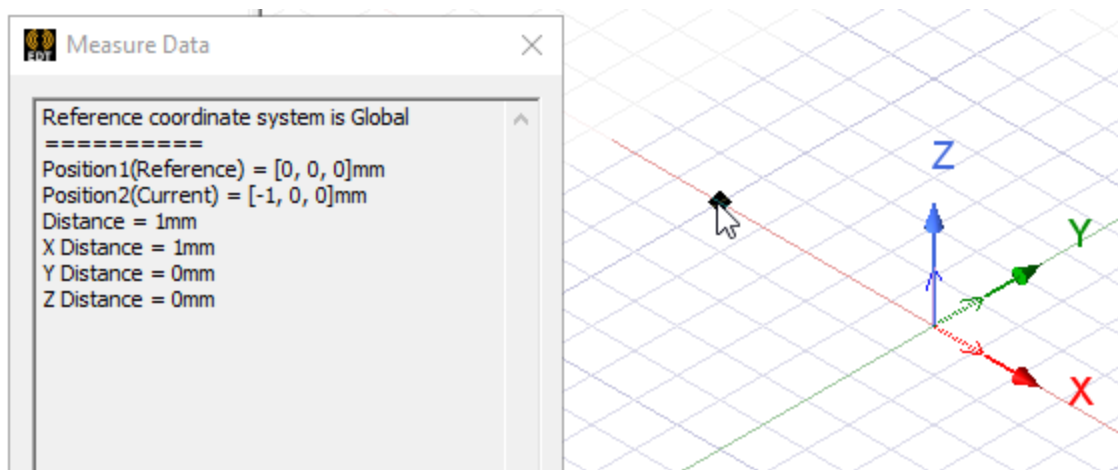 EDT
Measure Data
Reference coordinate system is Global
==========
Position1(Reference) = [0, 0, 0]mm
Position2(Current) = [-1, 0, 0]mm
Distance = 1mm
X Distance = 1mm
Y Distance = 0mm
Z Distance = 0mm
Z
Y
X